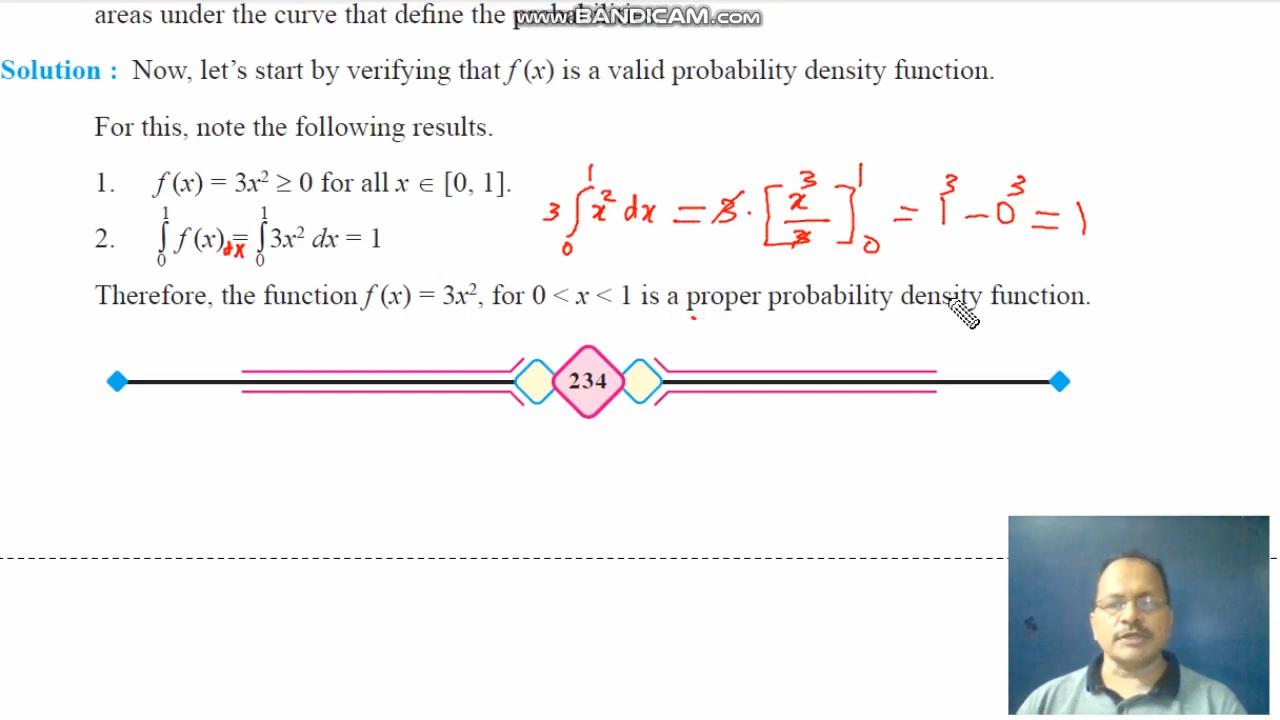 areas under the curve that define the
www.BANDICAM.com
Solution : Now, let's start by verifying that f (x) is a valid probability density function.
For this, note the following results.
1. f (x) = 3x² ≥ 0 for all x ∈ [0, 1].
3 ∫₀¹ x² dx = 3 · [x³/3]₀¹ = 1³ – 0³ = 1
2. ∫₀¹ f (x) dx = ∫₀¹ 3x² dx = 1
Therefore, the function f (x) = 3x², for 0 < x < 1 is a proper probability density function.
234